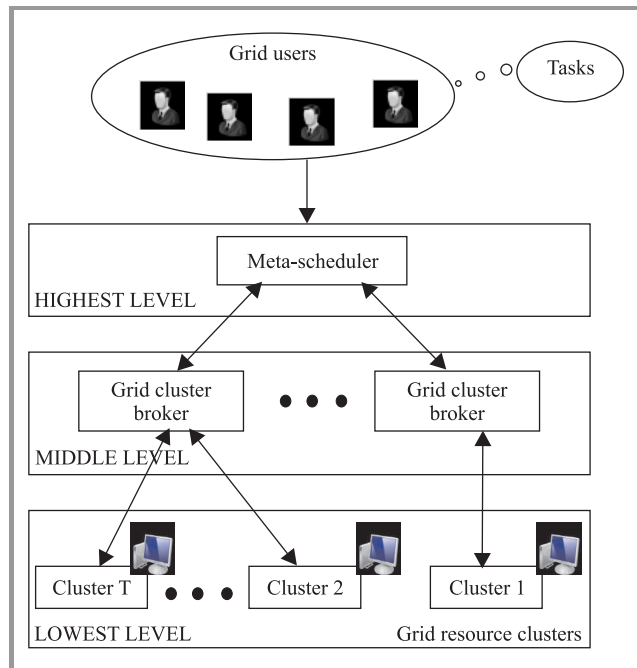 Grid users
Tasks
Meta-scheduler
HIGHEST LEVEL
Grid cluster
broker
Grid cluster
broker
MIDDLE LEVEL
Cluster T
Cluster 2
Cluster 1
LOWEST LEVEL
Grid resource clusters